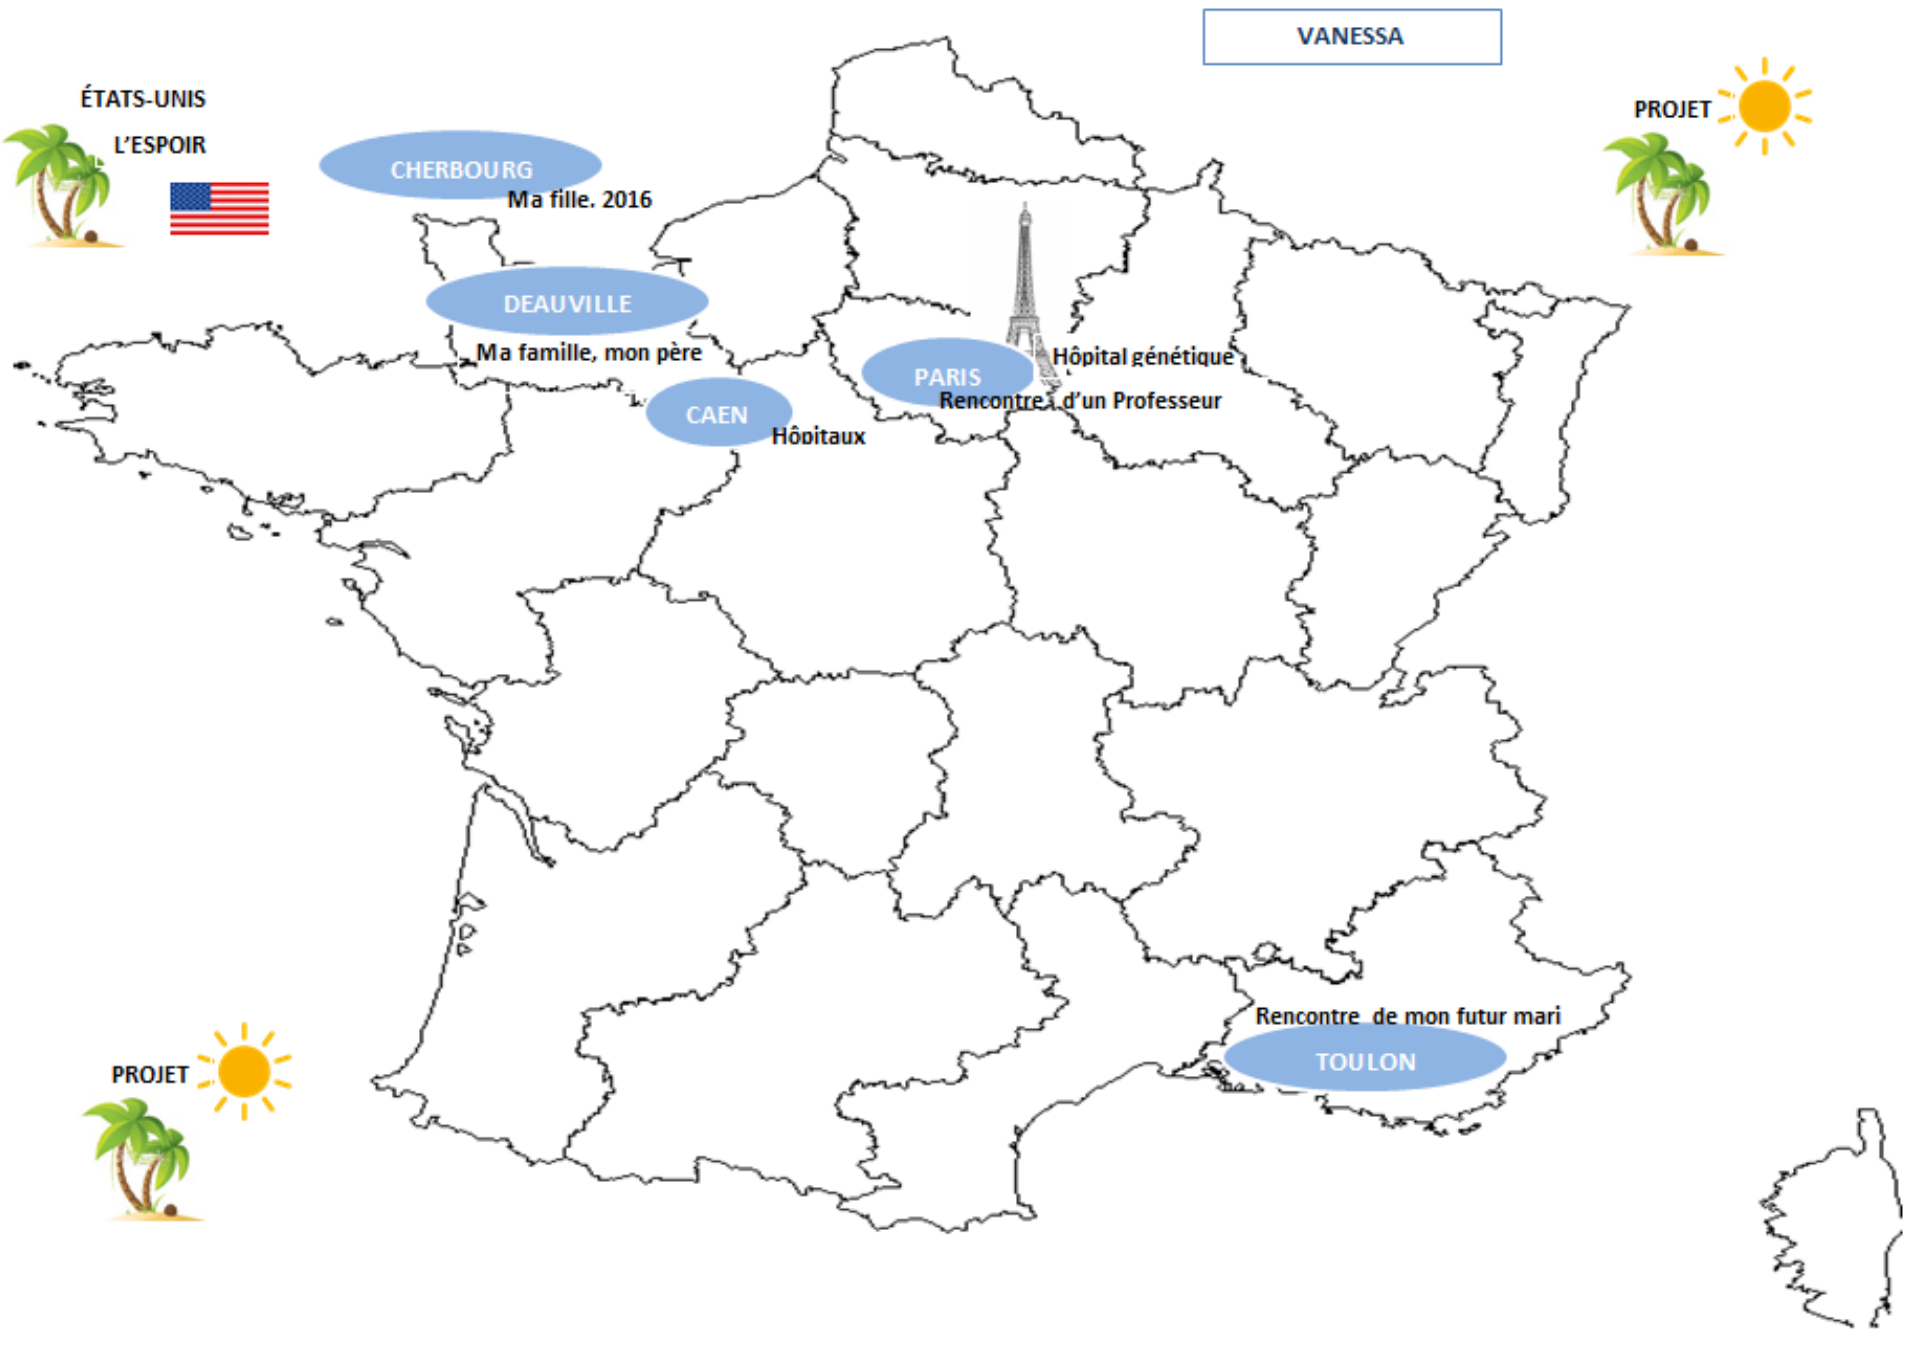 VANESSA
ÉTATS-UNIS
L'ESPOIR
PROJET
CHERBOURG
Ma fille. 2016
DEAUVILLE
Ma famille, mon père
PARIS
Hôpital génétique
Rencontre d'un Professeur
CAEN
Hôpitaux
Rencontre de mon futur mari
TOULON
PROJET